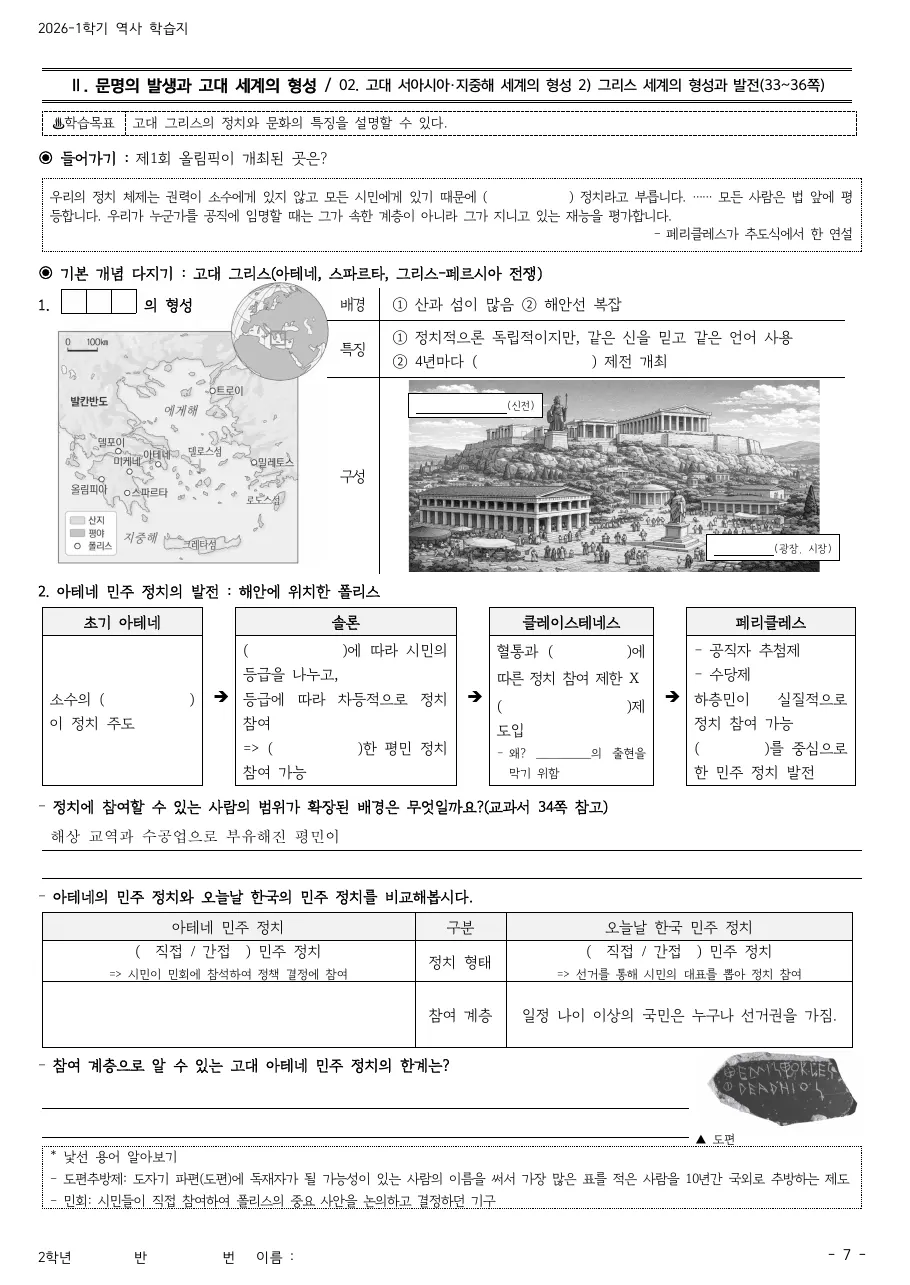 2026-1학기 역사 학습지
Ⅱ. 문명의 발생과 고대 세계의 형성 / 02. 고대 서아시아·지중해 세계의 형성 2) 그리스 세계의 형성과 발전(33~36쪽)
♨학습목표 고대 그리스의 정치와 문화의 특징을 설명할 수 있다.
◉ 들어가기 : 제1회 올림픽이 개최된 곳은?
우리의 정치 체제는 권력이 소수에게 있지 않고 모든 시민에게 있기 때문에 ( ) 정치라고 부릅니다. …… 모든 사람은 법 앞에 평
등합니다. 우리가 누군가를 공직에 임명할 때는 그가 속한 계층이 아니라 그가 지니고 있는 재능을 평가합니다.
- 페리클레스가 추도식에서 한 연설
◉ 기본 개념 다지기 : 고대 그리스(아테네, 스파르타, 그리스-페르시아 전쟁)
1. 의 형성
0 100㎞
트로이
발칸반도
에게해
델포이
미케네
아테네
델로스섬
밀레토스
올림피아
스파르타
로도스섬
지중해
크레타섬
산지
평야
폴리스
배경 ① 산과 섬이 많음 ② 해안선 복잡
특징 ① 정치적으론 독립적이지만, 같은 신을 믿고 같은 언어 사용
② 4년마다 ( ) 제전 개최
구성
(신전)
(광장, 시장)
2. 아테네 민주 정치의 발전 : 해안에 위치한 폴리스
초기 아테네
소수의 ( )
이 정치 주도
➔
솔론
( )에 따라 시민의
등급을 나누고,
등급에 따라 차등적으로 정치
참여
=> ( )한 평민 정치
참여 가능
➔
클레이스테네스
혈통과 ( )에
따른 정치 참여 제한 X
( )제
도입
- 왜? _________의 출현을
막기 위함
➔
페리클레스
- 공직자 추첨제
- 수당제
하층민이 실질적으로
정치 참여 가능
( )를 중심으로
한 민주 정치 발전
- 정치에 참여할 수 있는 사람의 범위가 확장된 배경은 무엇일까요?(교과서 34쪽 참고)
해상 교역과 수공업으로 부유해진 평민이
- 아테네의 민주 정치와 오늘날 한국의 민주 정치를 비교해봅시다.
아테네 민주 정치 구분 오늘날 한국 민주 정치
( 직접 / 간접 ) 민주 정치
=> 시민이 민회에 참석하여 정책 결정에 참여
정치 형태
( 직접 / 간접 ) 민주 정치
=> 선거를 통해 시민의 대표를 뽑아 정치 참여
참여 계층 일정 나이 이상의 국민은 누구나 선거권을 가짐.
- 참여 계층으로 알 수 있는 고대 아테네 민주 정치의 한계는?
▲ 도편
* 낯선 용어 알아보기
- 도편추방제: 도자기 파편(도편)에 독재자가 될 가능성이 있는 사람의 이름을 써서 가장 많은 표를 적은 사람을 10년간 국외로 추방하는 제도
- 민회: 시민들이 직접 참여하여 폴리스의 중요 사안을 논의하고 결정하던 기구
2학년 반 번 이름 :
- 7 -